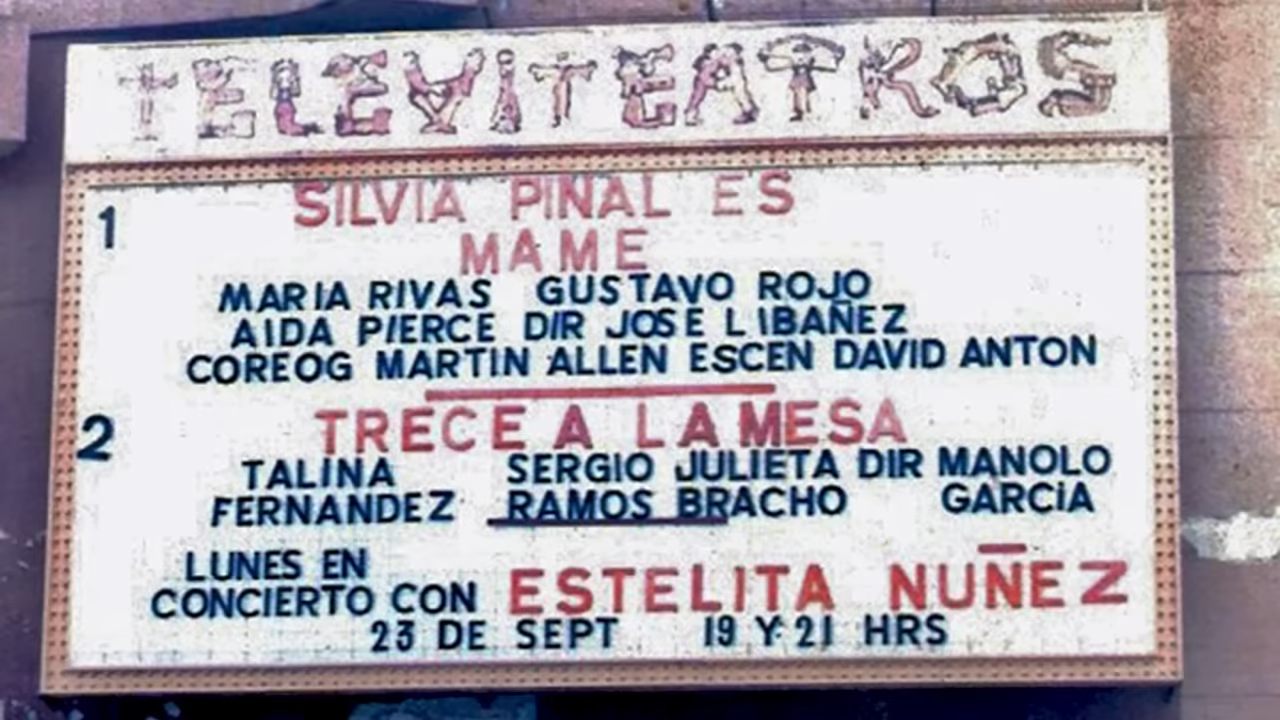 TELEVITEATROS
1
SILVIA PINAL ES
MAME
MARIA RIVAS GUSTAVO ROJO
AIDA PIERCE DIR JOSE L IBAÑEZ
COREOG MARTIN ALLEN ESCEN DAVID ANTON
2
TRECE A LA MESA
TALINA SERGIO JULIETA DIR MANOLO
FERNANDEZ RAMOS BRACHO GARCIA
LUNES EN
CONCIERTO CON ESTELITA NUÑEZ
23 DE SEPT 19 Y 21 HRS